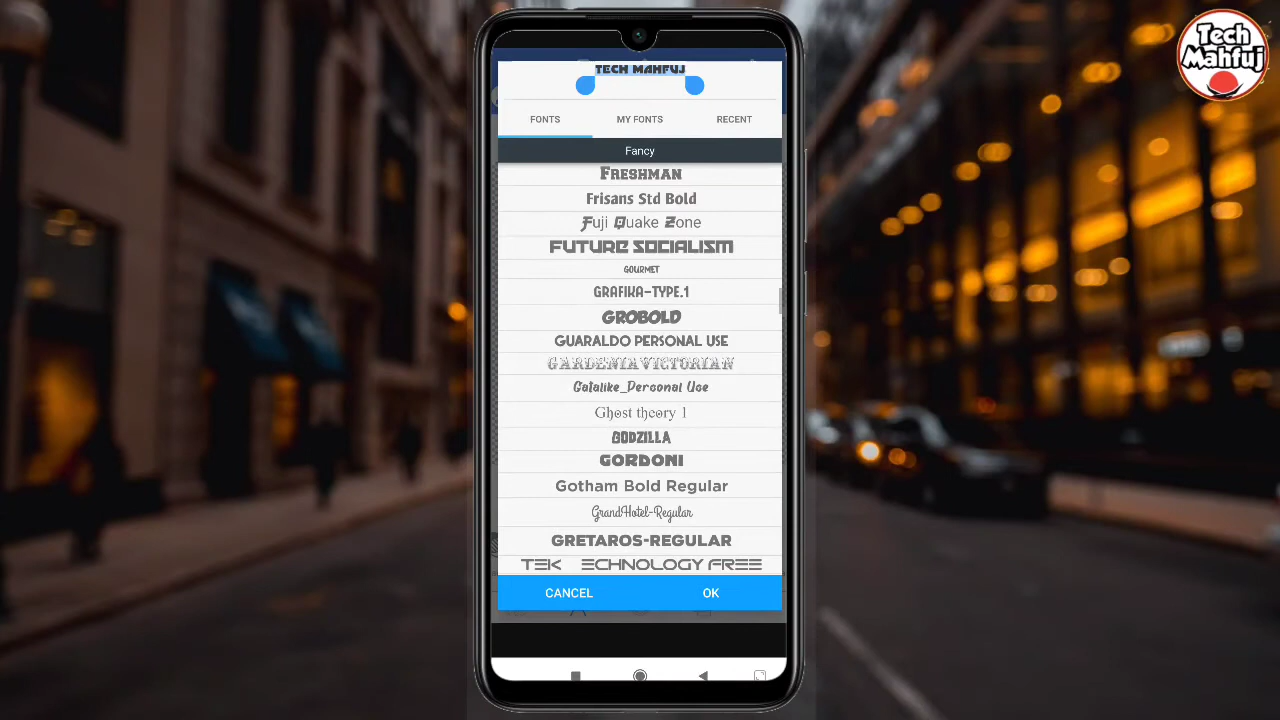 Tech
Mahfuj
TECH MAHFUJ
FONTS
MY FONTS
RECENT
Fancy
FRESHMAN
Frisans Std Bold
Fuji Quake Zone
FUTURE SOCIALISM
GOURMET
GRAFIKA-TYPE.1
GROBOLD
GUARALDO PERSONAL USE
GARDENIAVICTORIAN
Gatalike_Personal Use
Ghost theory 1
GODZILLA
GORDONI
Gotham Bold Regular
GrandHotel-Regular
GRETAROS-REGULAR
TEK ECHNOLOGY FREE
CANCEL
OK